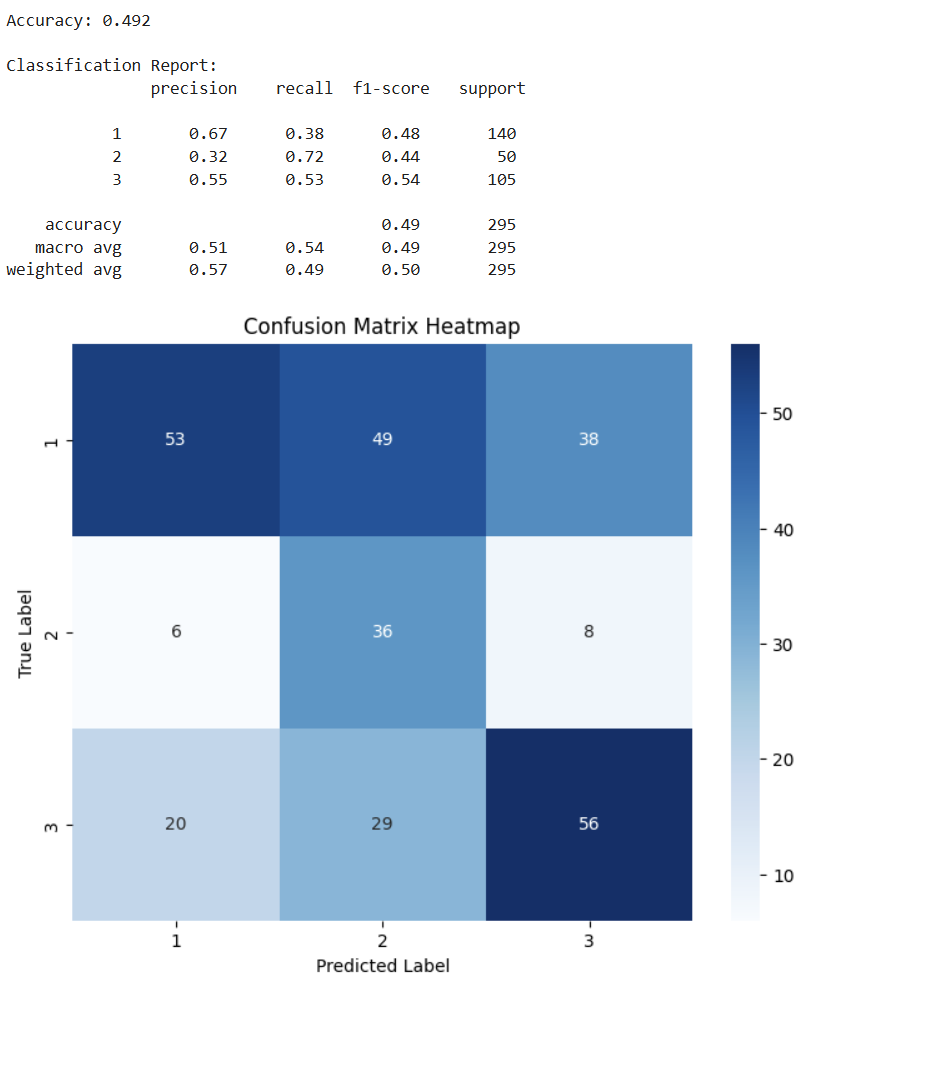 Accuracy: 0.492
Classification Report:
precision recall f1-score support
1 0.67 0.38 0.48 140
2 0.32 0.72 0.44 50
3 0.55 0.53 0.54 105
accuracy 0.49 295
macro avg 0.51 0.54 0.49 295
weighted avg 0.57 0.49 0.50 295
Confusion Matrix Heatmap
1 53 49 38
2 6 36 8
3 20 29 56
1 2 3
True Label
Predicted Label
50
40
30
20
10